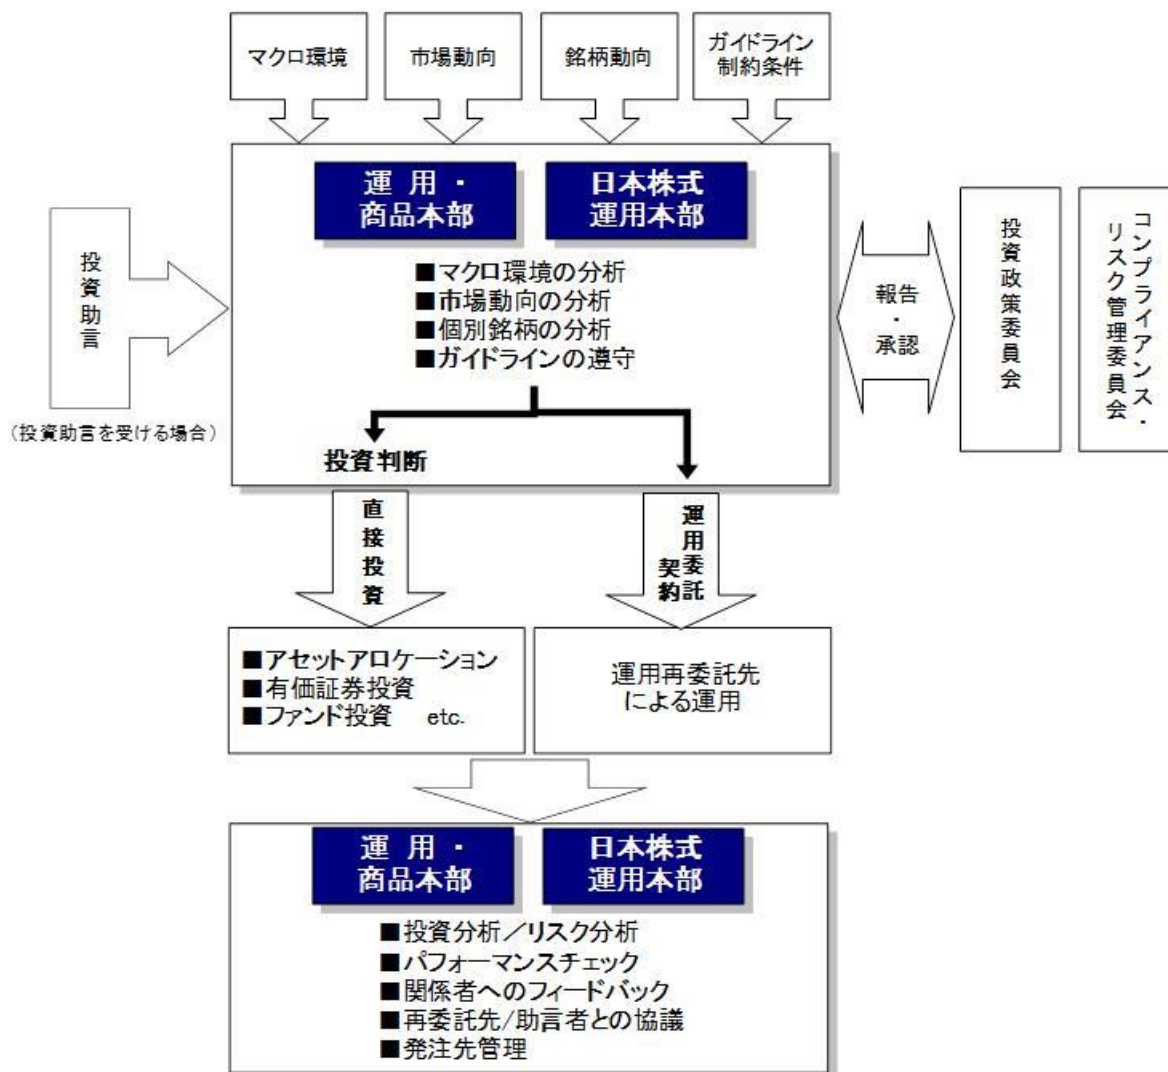 マクロ環境
市場動向
銘柄動向
ガイドライン
制約条件
運 用 ・
商品本部
日本株式
運用本部
■マクロ環境の分析
■市場動向の分析
■個別銘柄の分析
■ガイドラインの遵守
投資助言
(投資助言を受ける場合)
報告
・
承認
投資政策委員会
コンプライアンス・
リスク管理委員会
投資判断
直接投資
運用委託
契約
■アセットアロケーション
■有価証券投資
■ファンド投資 etc.
運用再委託先
による運用
運 用 ・
商品本部
日本株式
運用本部
■投資分析／リスク分析
■パフォーマンスチェック
■関係者へのフィードバック
■再委託先/助言者との協議
■発注先管理